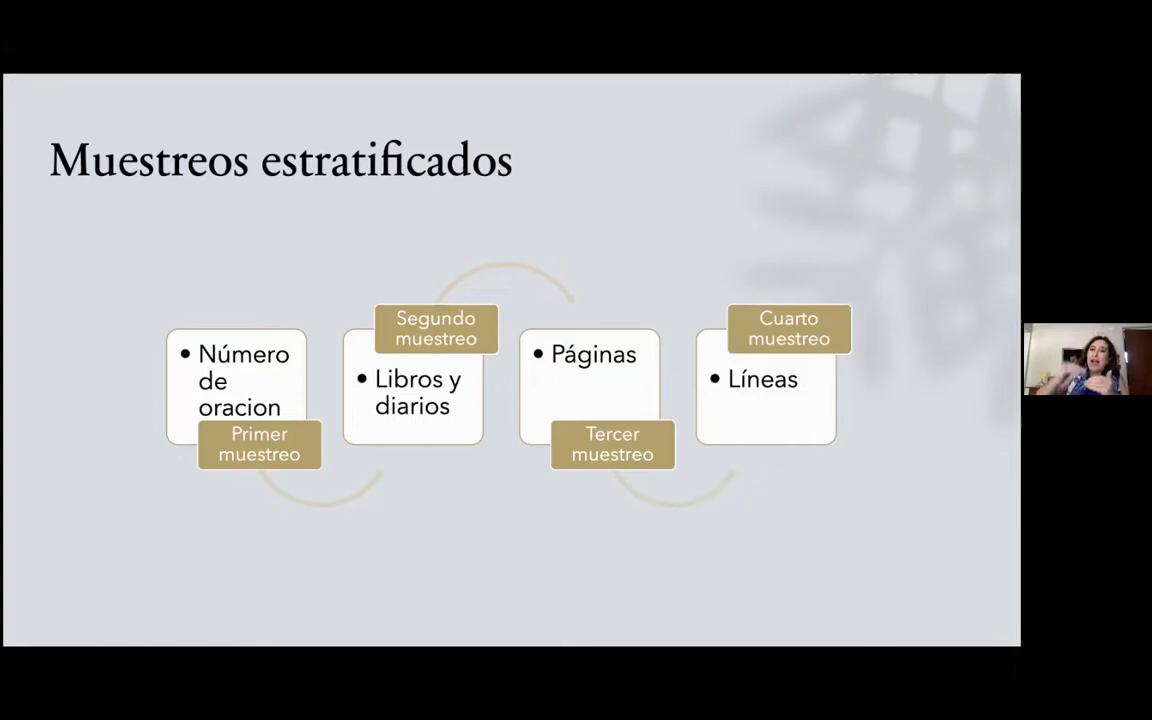 Muestreos estratificados
• Número
de
oracion
Primer
muestreo
Segundo
muestreo
• Libros y
diarios
• Páginas
Tercer
muestreo
Cuarto
muestreo
• Líneas